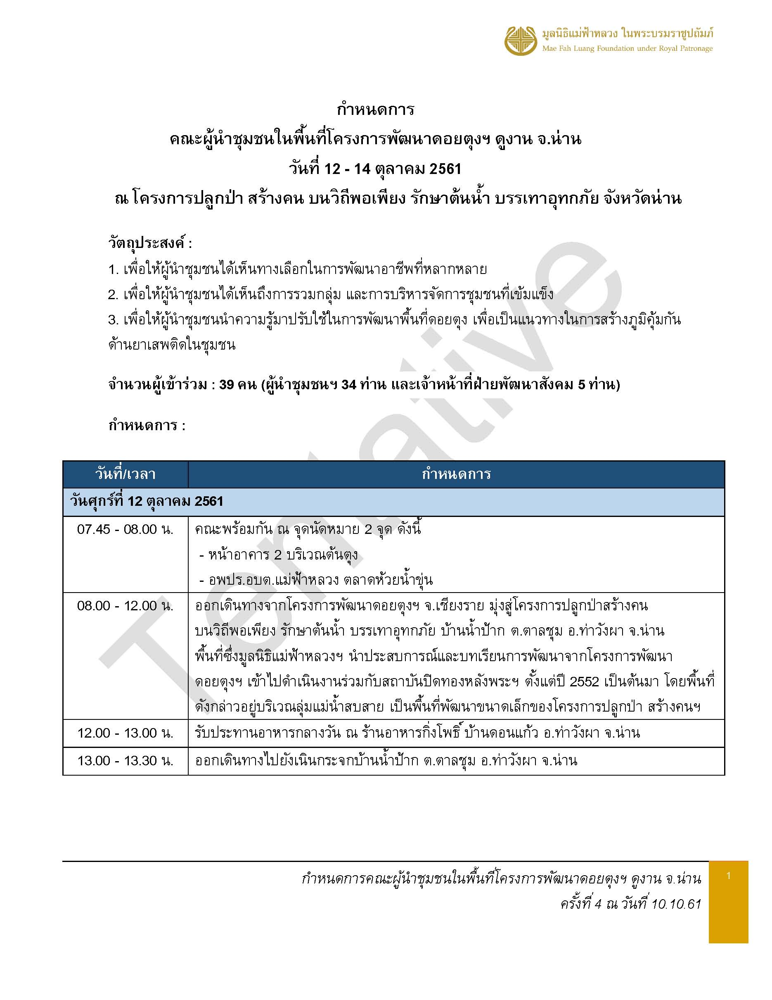 มูลนิธิแม่ฟ้าหลวง ในพระบรมราชูปถัมภ์
Mae Fah Luang Foundation under Royal Patronage
กำหนดการ
คณะผู้นำชุมชนในพื้นที่โครงการพัฒนาดอยตุงฯ ดูงาน จ.น่าน
วันที่ 12 - 14 ตุลาคม 2561
ณ โครงการปลูกป่า สร้างคน บนวิถีพอเพียง รักษาต้นน้ำ บรรเทาอุทกภัย จังหวัดน่าน
วัตถุประสงค์ :
1. เพื่อให้ผู้นำชุมชนได้เห็นทางเลือกในการพัฒนาอาชีพที่หลากหลาย
2. เพื่อให้ผู้นำชุมชนได้เห็นถึงการรวมกลุ่ม และการบริหารจัดการชุมชนที่เข้มแข็ง
3. เพื่อให้ผู้นำชุมชนนำความรู้มาปรับใช้ในการพัฒนาพื้นที่ดอยตุง เพื่อเป็นแนวทางในการสร้างภูมิคุ้มกัน
ด้านยาเสพติดในชุมชน
จำนวนผู้เข้าร่วม : 39 คน (ผู้นำชุมชนฯ 34 ท่าน และเจ้าหน้าที่ฝ่ายพัฒนาสังคม 5 ท่าน)
กำหนดการ :
Tentative
วันที่/เวลา กำหนดการ
วันศุกร์ที่ 12 ตุลาคม 2561
07.45 - 08.00 น. คณะพร้อมกัน ณ จุดนัดหมาย 2 จุด ดังนี้
- หน้าอาคาร 2 บริเวณต้นตุง
- อพปร.อบต.แม่ฟ้าหลวง ตลาดห้วยน้ำขุ่น
08.00 - 12.00 น. ออกเดินทางจากโครงการพัฒนาดอยตุงฯ จ.เชียงราย มุ่งสู่โครงการปลูกป่าสร้างคน
บนวิถีพอเพียง รักษาต้นน้ำ บรรเทาอุทกภัย บ้านน้ำป้าก ต.ตาลชุม อ.ท่าวังผา จ.น่าน
พื้นที่ซึ่งมูลนิธิแม่ฟ้าหลวงฯ นำประสบการณ์และบทเรียนการพัฒนาจากโครงการพัฒนา
ดอยตุงฯ เข้าไปดำเนินงานร่วมกับสถาบันปิดทองหลังพระฯ ตั้งแต่ปี 2552 เป็นต้นมา โดยพื้นที่
ดังกล่าวอยู่บริเวณลุ่มแม่น้ำสบสาย เป็นพื้นที่พัฒนาขนาดเล็กของโครงการปลูกป่า สร้างคนฯ
12.00 - 13.00 น. รับประทานอาหารกลางวัน ณ ร้านอาหารกิ่งโพธิ์ บ้านดอนแก้ว อ.ท่าวังผา จ.น่าน
13.00 - 13.30 น. ออกเดินทางไปยังเนินกระจกบ้านน้ำป้าก ต.ตาลชุม อ.ท่าวังผา จ.น่าน
กำหนดการคณะผู้นำชุมชนในพื้นที่โครงการพัฒนาดอยตุงฯ ดูงาน จ.น่าน 1
ครั้งที่ 4 ณ วันที่ 10.10.61